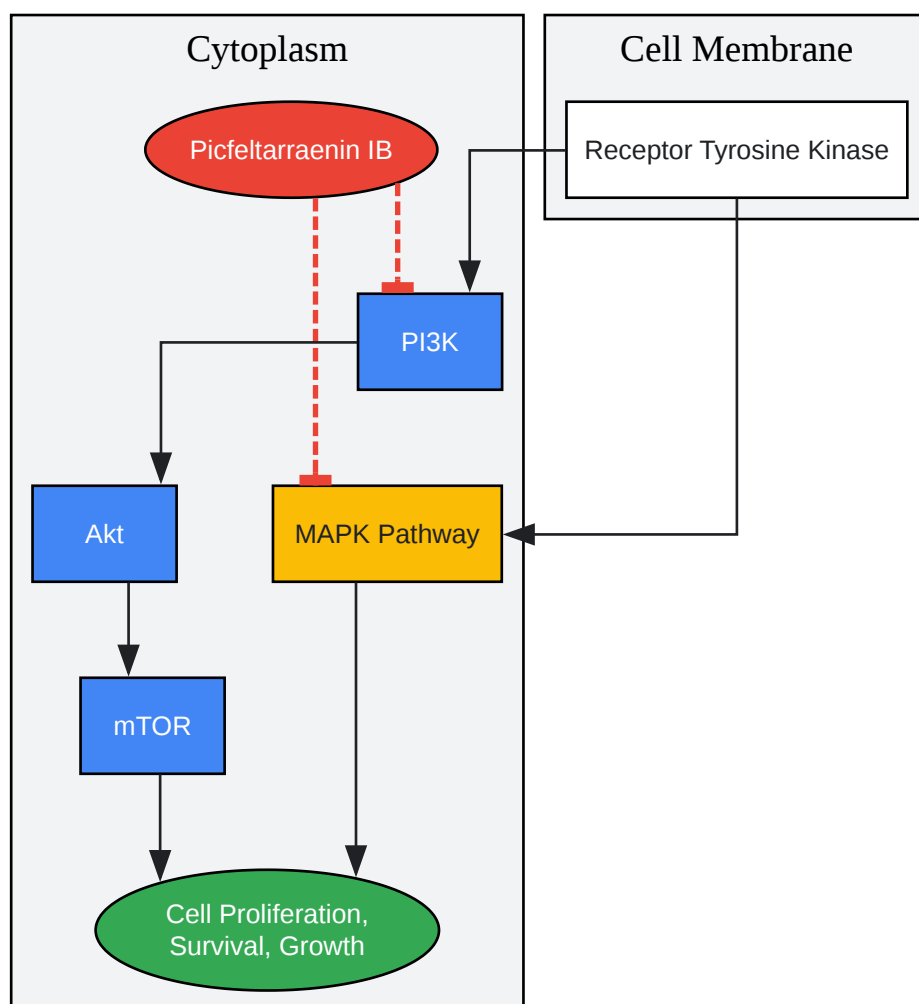 Cytoplasm
Cell Membrane
Picfeltarraenin IB
Receptor Tyrosine Kinase
PI3K
Akt
MAPK Pathway
mTOR
Cell Proliferation,
Survival, Growth